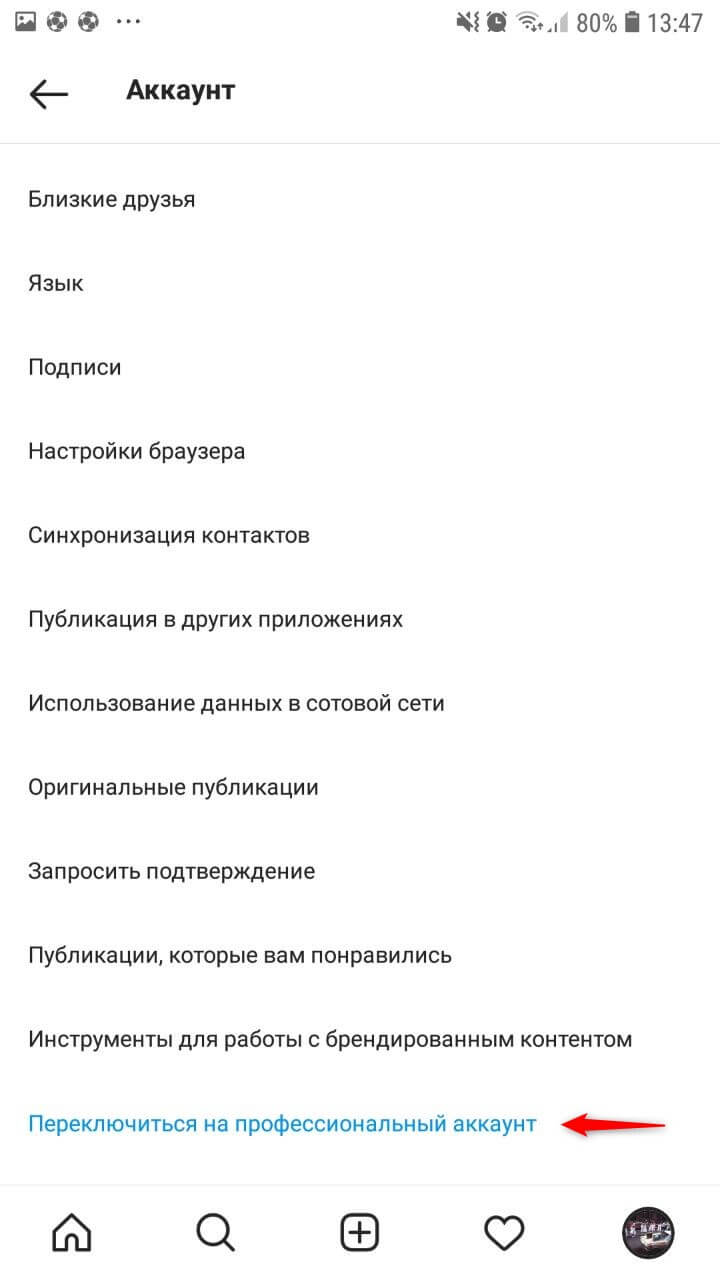 80% 13:47
Аккаунт
Близкие друзья
Язык
Подписи
Настройки браузера
Синхронизация контактов
Публикация в других приложениях
Использование данных в сотовой сети
Оригинальные публикации
Запросить подтверждение
Публикации, которые вам понравились
Инструменты для работы с брендированным контентом
Переключиться на профессиональный аккаунт